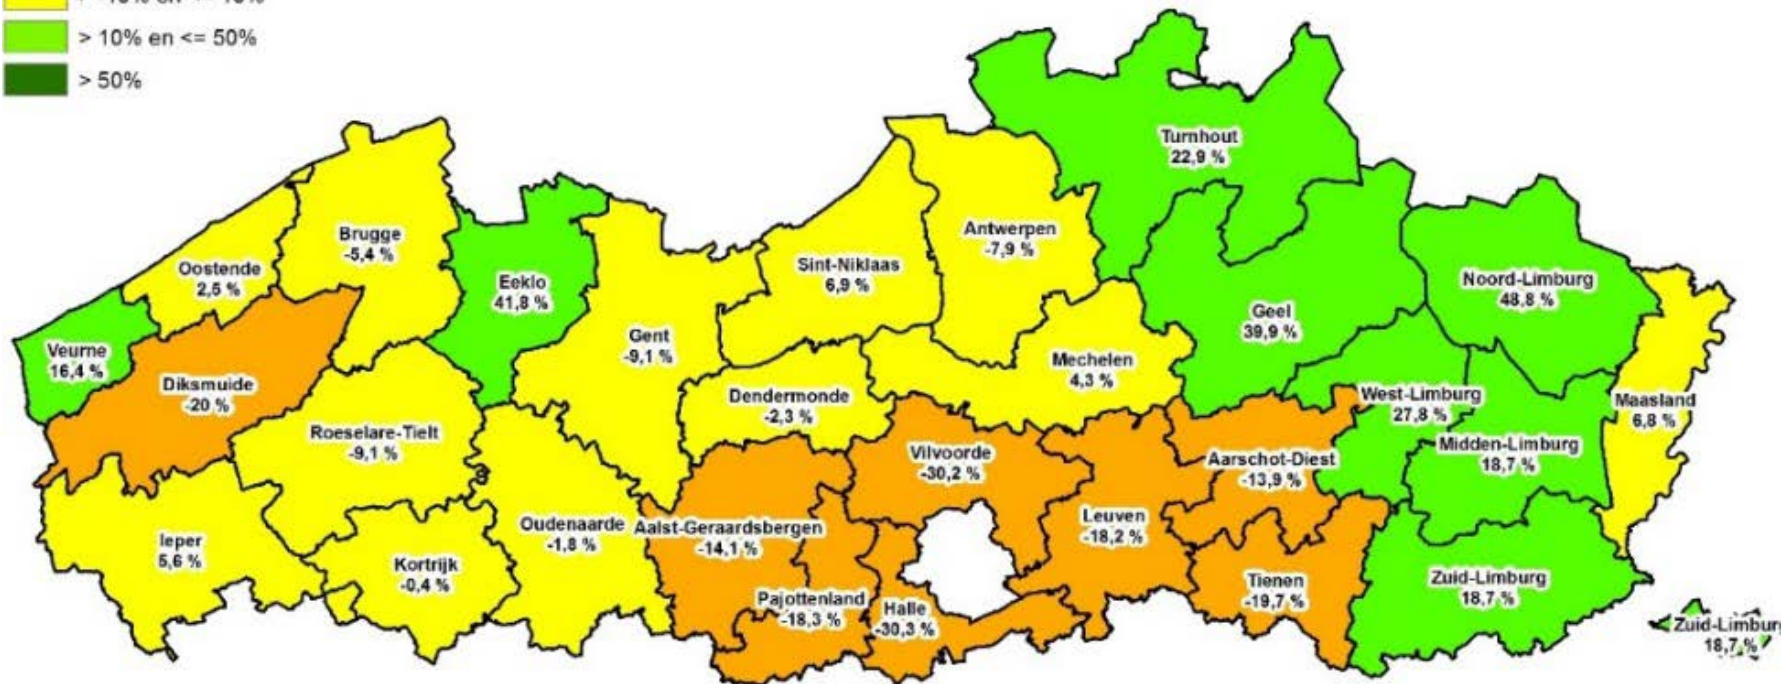 > -10% en <= 10%
> 10% en <= 50%
> 50%
Turnhout
22,9 %
Brugge
-5,4 %
Antwerpen
-7,9 %
Oostende
2,5 %
Sint-Niklaas
6,9 %
Eeklo
41,8 %
Noord-Limburg
48,8 %
Geel
39,9 %
Gent
-9,1 %
Veurne
16,4 %
Mechelen
4,3 %
Diksmuide
-20 %
Dendermonde
-2,3 %
West-Limburg
27,8 %
Maasland
6,8 %
Roeselare-Tielt
-9,1 %
Midden-Limburg
18,7 %
Vilvoorde
-30,2 %
Aarschot-Diest
-13,9 %
Leuven
-18,2 %
Oudenaarde
-1,8 %
Aalst-Geraardsbergen
-14,1 %
Ieper
5,6 %
Kortrijk
-0,4 %
Zuid-Limburg
18,7 %
Tienen
-19,7 %
Pajottenland
-18,3 %
Halle
-30,3 %
Zuid-Limburg
18,7 %